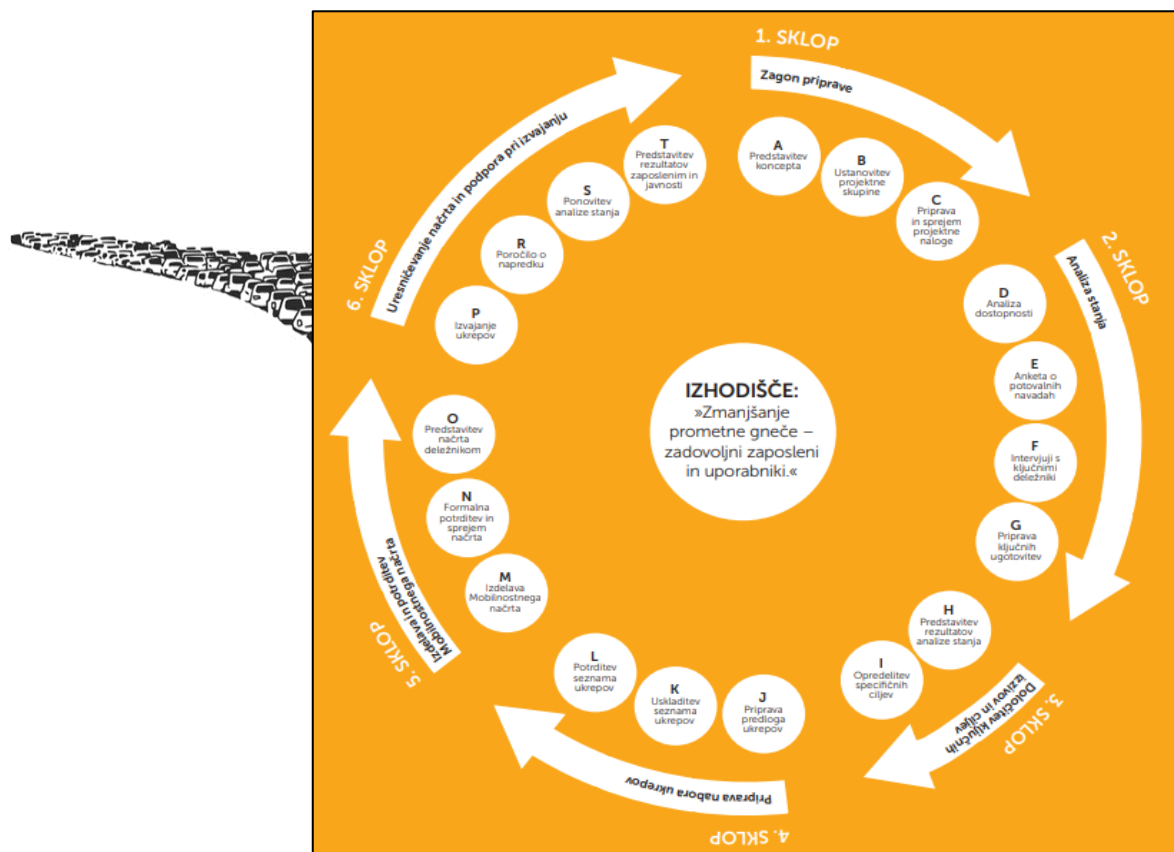 1. SKLOP
Zagon priprave
A
Predstavitev
koncepta
B
Ustanovitev
projektne
skupine
C
Priprava
in sprejem
projektne
naloge
2. SKLOP
Analiza stanja
D
Analiza
dostopnosti
E
Anketa o
potovalnih
navadah
F
Intervjuji s
ključnimi
deležniki
G
Priprava
ključnih
ugotovitev
3. SKLOP
Določitev ključnih
izzivov in ciljev
H
Predstavitev
rezultatov
analize stanja
I
Opredelitev
specifičnih
ciljev
4. SKLOP
Priprava nabora ukrepov
J
Priprava
predloga
ukrepov
K
Uskladitev
seznama
ukrepov
L
Potrditev
seznama
ukrepov
5. SKLOP
Izdelava in potrditev
Mobilnostnega načrta
M
Izdelava
Mobilnostnega
načrta
N
Formalna
potrditev in
sprejem
načrta
O
Predstavitev
načrta
deležnikom
6. SKLOP
Uresničevanje načrta in podpora pri izvajanju
P
Izvajanje
ukrepov
R
Poročilo o
napredku
S
Ponovitev
analize stanja
T
Predstavitev
rezultatov
zaposlenim in
javnosti
IZHODIŠČE:
»Zmanjšanje
prometne gneče –
zadovoljni zaposleni
in uporabniki.«